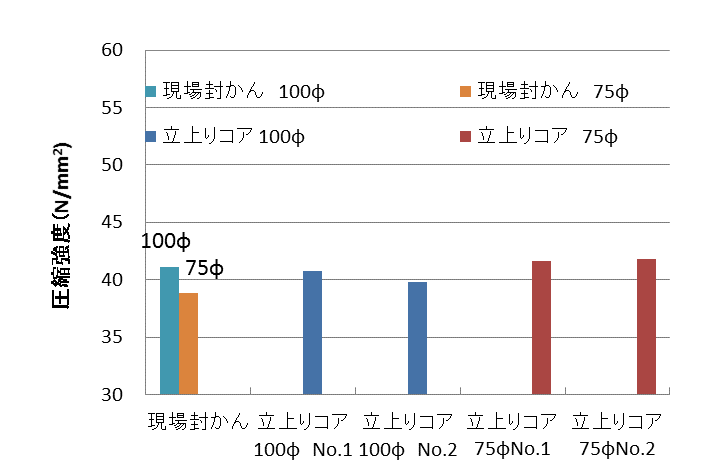 60
55
50
45
40
35
30
圧縮強度(N/mm²)
現場封かん 100φ
現場封かん 75φ
立上りコア 100φ
立上りコア 75φ
100φ
75φ
現場封かん
立上りコア
100φ No.1
立上りコア
100φ No.2
立上りコア
75φNo.1
立上りコア
75φNo.2